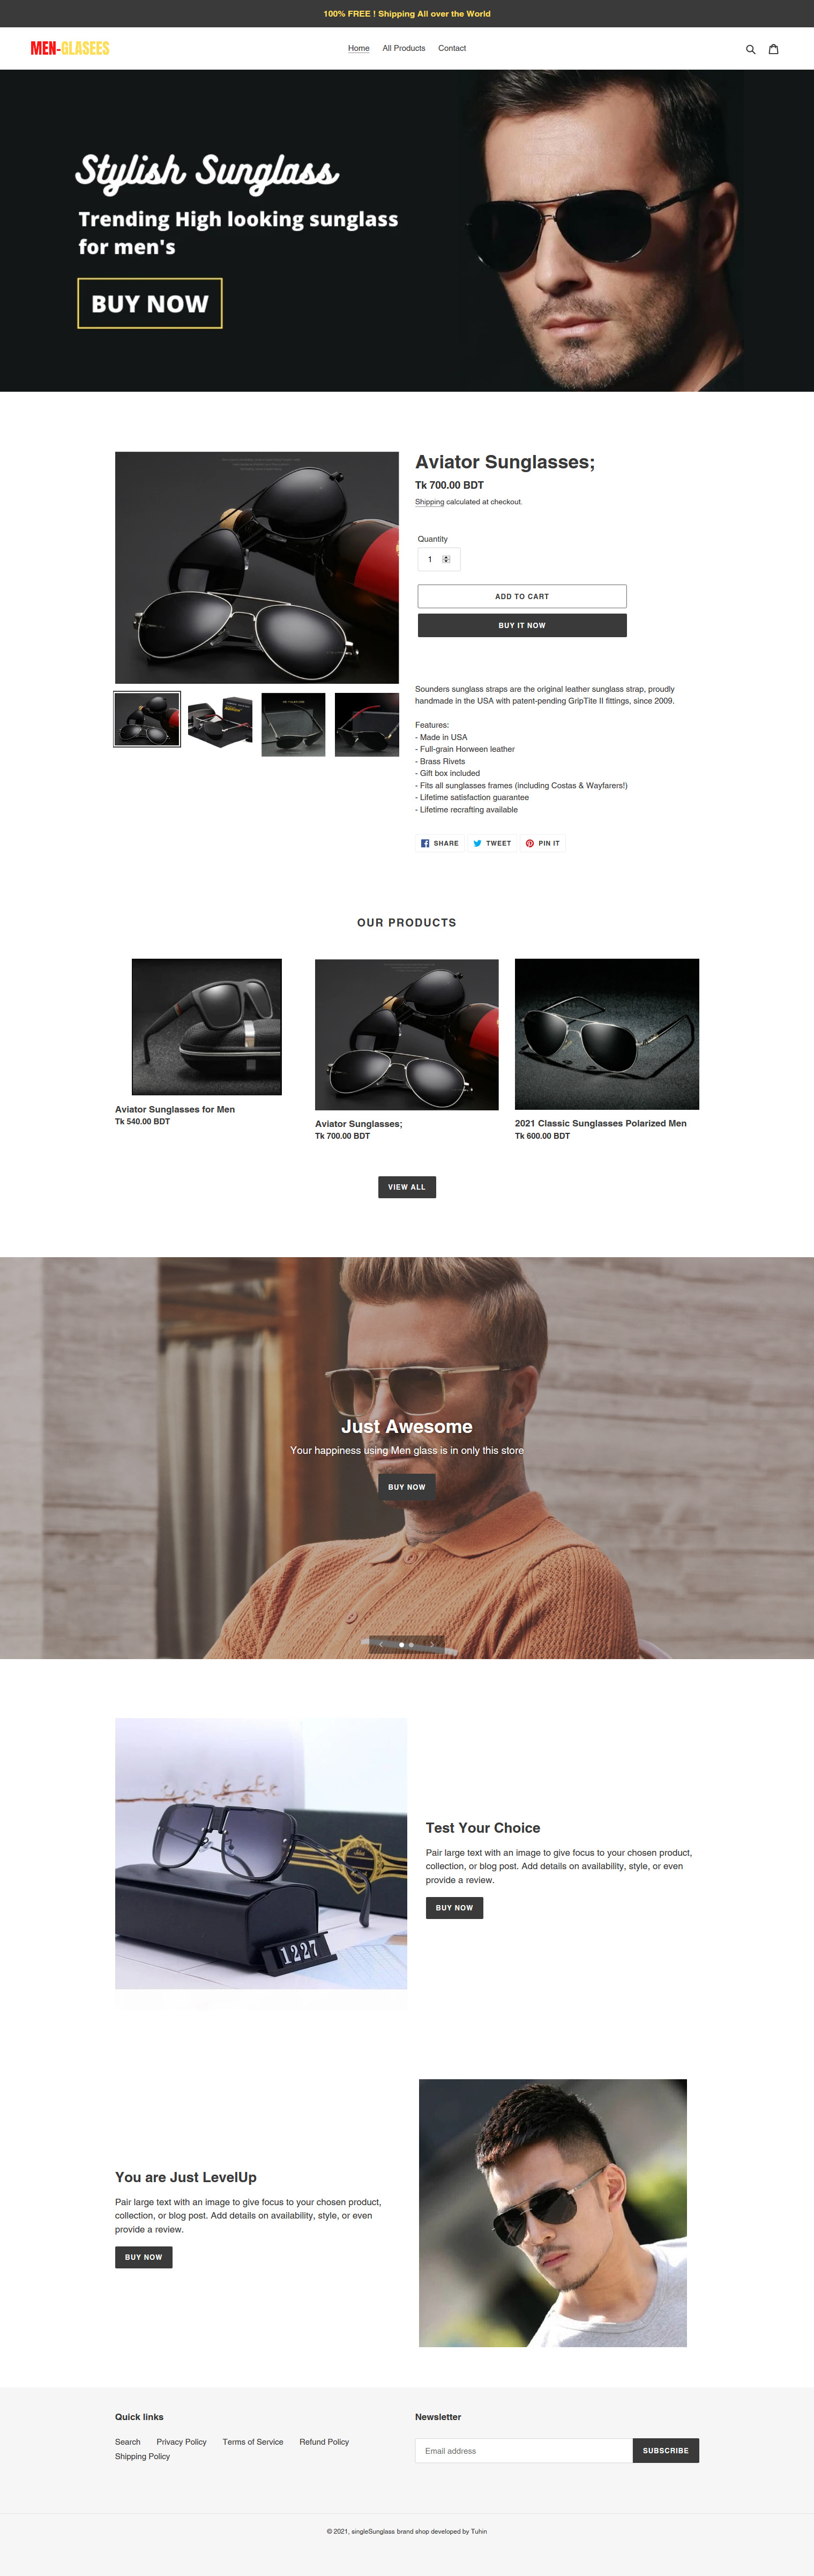 100% FREE ! Shipping All over the World
MEN-GLASEES
Home
All Products
Contact
Stylish Sunglass
Trending High looking sunglass
for men's
BUY NOW
Aviator Sunglasses;
Tk 700.00 BDT
Shipping calculated at checkout.
Quantity
1
ADD TO CART
BUY IT NOW
Sounders sunglass straps are the original leather sunglass strap, proudly
handmade in the USA with patent-pending GripTite II fittings, since 2009.
Features:
- Made in USA
- Full-grain Horween leather
- Brass Rivets
- Gift box included
- Fits all sunglasses frames (including Costas & Wayfarers!)
- Lifetime satisfaction guarantee
- Lifetime recrafting available
SHARE
TWEET
PIN IT
OUR PRODUCTS
Aviator Sunglasses for Men
Tk 540.00 BDT
Aviator Sunglasses;
Tk 700.00 BDT
2021 Classic Sunglasses Polarized Men
Tk 600.00 BDT
VIEW ALL
Just Awesome
Your happiness using Men glass is in only this store
BUY NOW
1227
Test Your Choice
Pair large text with an image to give focus to your chosen product,
collection, or blog post. Add details on availability, style, or even
provide a review.
BUY NOW
You are Just LevelUp
Pair large text with an image to give focus to your chosen product,
collection, or blog post. Add details on availability, style, or even
provide a review.
BUY NOW
Quick links
Search
Privacy Policy
Terms of Service
Refund Policy
Shipping Policy
Newsletter
Email address
SUBSCRIBE
© 2021, singleSunglass brand shop developed by Tuhin